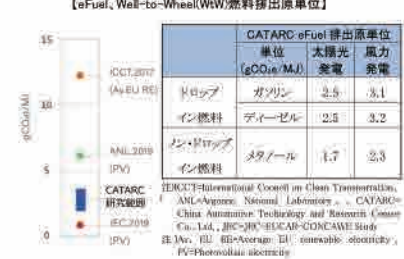 【eFuel、Well-to-Wheel(WtW)燃料排出原単位】
gCO₂e/MJ
15
10
5
0
ICCT,2017
(Av.EU RE)
ANL,2019
(PV)
CATARC
研究範囲
JEC,2019
(PV)
CATARC eFuel 排出原単位
単位
(gCO₂e/MJ)
太陽光
発電
風力
発電
ドロップ
イン燃料
ガソリン 2.3 3.1
ディーゼル 2.5 3.2
ノン・ドロップ
イン燃料
メタノール 1.7 2.3
注)ICCT=International Council on Clean Transportation,
ANL=Argonne National Laboratory, CATARC=
China Automotive Technology and Research Center
Co., Ltd., JEC=JRC-EUCAR-CONCAWE Study
注)Av. EU RE=Average EU renewable electricity,
PV=Photovoltaic electricity